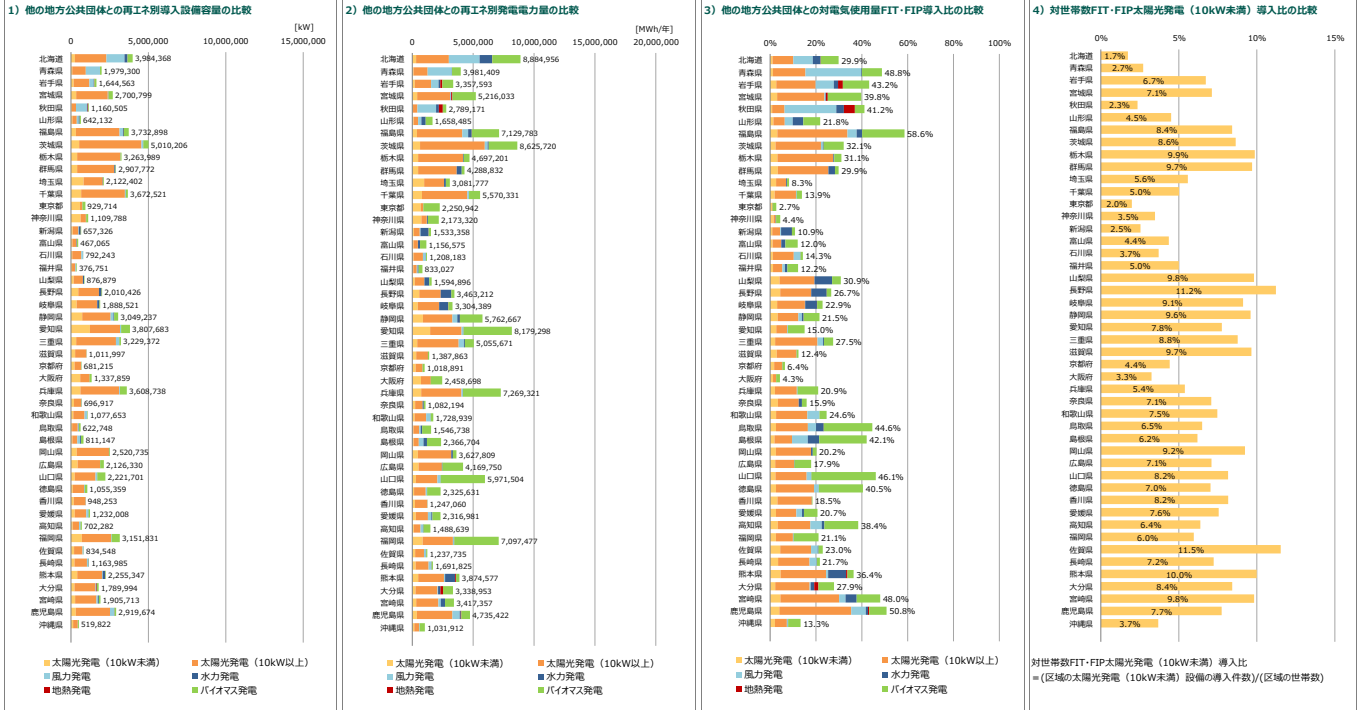 1）他の地方公共団体との再エネ別導入設備容量の比較
[kW]
0 5,000,000 10,000,000 15,000,000
北海道 3,984,368
青森県 1,979,300
岩手県 1,644,563
宮城県 2,700,799
秋田県 1,160,505
山形県 642,132
福島県 3,732,898
茨城県 5,010,206
栃木県 3,263,989
群馬県 2,907,772
埼玉県 2,122,402
千葉県 3,672,521
東京都 929,714
神奈川県 1,109,788
新潟県 657,326
富山県 467,065
石川県 792,243
福井県 376,751
山梨県 876,879
長野県 2,010,426
岐阜県 1,888,521
静岡県 3,049,237
愛知県 3,807,683
三重県 3,229,372
滋賀県 1,011,997
京都府 681,215
大阪府 1,337,859
兵庫県 3,608,738
奈良県 696,917
和歌山県 1,077,653
鳥取県 622,748
島根県 811,147
岡山県 2,520,735
広島県 2,126,330
山口県 2,221,701
徳島県 1,055,359
香川県 948,253
愛媛県 1,232,008
高知県 702,282
福岡県 3,151,831
佐賀県 834,548
長崎県 1,163,985
熊本県 2,255,347
大分県 1,789,994
宮崎県 1,905,713
鹿児島県 2,919,674
沖縄県 519,822
太陽光発電（10kW未満） 太陽光発電（10kW以上）
風力発電 水力発電
地熱発電 バイオマス発電
2）他の地方公共団体との再エネ別発電電力量の比較
[MWh/年]
0 5,000,000 10,000,000 15,000,000 20,000,000
北海道 8,884,956
青森県 3,981,409
岩手県 3,357,593
宮城県 5,216,033
秋田県 2,789,171
山形県 1,658,485
福島県 7,129,783
茨城県 8,625,720
栃木県 4,697,201
群馬県 4,288,832
埼玉県 3,081,777
千葉県 5,570,331
東京都 2,250,942
神奈川県 2,173,320
新潟県 1,533,358
富山県 1,156,575
石川県 1,208,183
福井県 833,027
山梨県 1,594,896
長野県 3,463,212
岐阜県 3,304,389
静岡県 5,762,667
愛知県 8,179,298
三重県 5,055,671
滋賀県 1,387,863
京都府 1,018,891
大阪府 2,458,698
兵庫県 7,269,321
奈良県 1,082,194
和歌山県 1,728,939
鳥取県 1,546,738
島根県 2,366,704
岡山県 3,627,809
広島県 4,169,750
山口県 5,971,504
徳島県 2,325,631
香川県 1,247,060
愛媛県 2,316,981
高知県 1,488,639
福岡県 7,097,477
佐賀県 1,237,735
長崎県 1,691,825
熊本県 3,874,577
大分県 3,338,953
宮崎県 3,417,357
鹿児島県 4,735,422
沖縄県 1,031,912
太陽光発電（10kW未満） 太陽光発電（10kW以上）
風力発電 水力発電
地熱発電 バイオマス発電
3）他の地方公共団体との対電気使用量FIT・FIP導入比の比較
0% 20% 40% 60% 80% 100%
北海道 29.9%
青森県 48.8%
岩手県 43.2%
宮城県 39.8%
秋田県 41.2%
山形県 21.8%
福島県 58.6%
茨城県 32.1%
栃木県 31.1%
群馬県 29.9%
埼玉県 8.3%
千葉県 13.9%
東京都 2.7%
神奈川県 4.4%
新潟県 10.9%
富山県 12.0%
石川県 14.3%
福井県 12.2%
山梨県 30.9%
長野県 26.7%
岐阜県 22.9%
静岡県 21.5%
愛知県 15.0%
三重県 27.5%
滋賀県 12.4%
京都府 6.4%
大阪府 4.3%
兵庫県 20.9%
奈良県 15.9%
和歌山県 24.6%
鳥取県 44.6%
島根県 42.1%
岡山県 20.2%
広島県 17.9%
山口県 46.1%
徳島県 40.5%
香川県 18.5%
愛媛県 20.7%
高知県 38.4%
福岡県 21.1%
佐賀県 23.0%
長崎県 21.7%
熊本県 36.4%
大分県 27.9%
宮崎県 48.0%
鹿児島県 50.8%
沖縄県 13.3%
太陽光発電（10kW未満） 太陽光発電（10kW以上）
風力発電 水力発電
地熱発電 バイオマス発電
4）対世帯数FIT・FIP太陽光発電（10kW未満）導入比の比較
0% 5% 10% 15%
北海道 1.7%
青森県 2.7%
岩手県 6.7%
宮城県 7.1%
秋田県 2.3%
山形県 4.5%
福島県 8.4%
茨城県 8.6%
栃木県 9.9%
群馬県 9.7%
埼玉県 5.6%
千葉県 5.0%
東京都 2.0%
神奈川県 3.5%
新潟県 2.5%
富山県 4.4%
石川県 3.7%
福井県 5.0%
山梨県 9.8%
長野県 11.2%
岐阜県 9.1%
静岡県 9.6%
愛知県 7.8%
三重県 8.8%
滋賀県 9.7%
京都府 4.4%
大阪府 3.3%
兵庫県 5.4%
奈良県 7.1%
和歌山県 7.5%
鳥取県 6.5%
島根県 6.2%
岡山県 9.2%
広島県 7.1%
山口県 8.2%
徳島県 7.0%
香川県 8.2%
愛媛県 7.6%
高知県 6.4%
福岡県 6.0%
佐賀県 11.5%
長崎県 7.2%
熊本県 10.0%
大分県 8.4%
宮崎県 9.8%
鹿児島県 7.7%
沖縄県 3.7%
対世帯数FIT・FIP太陽光発電（10kW未満）導入比
＝(区域の太陽光発電（10kW未満）設備の導入件数)/(区域の世帯数)